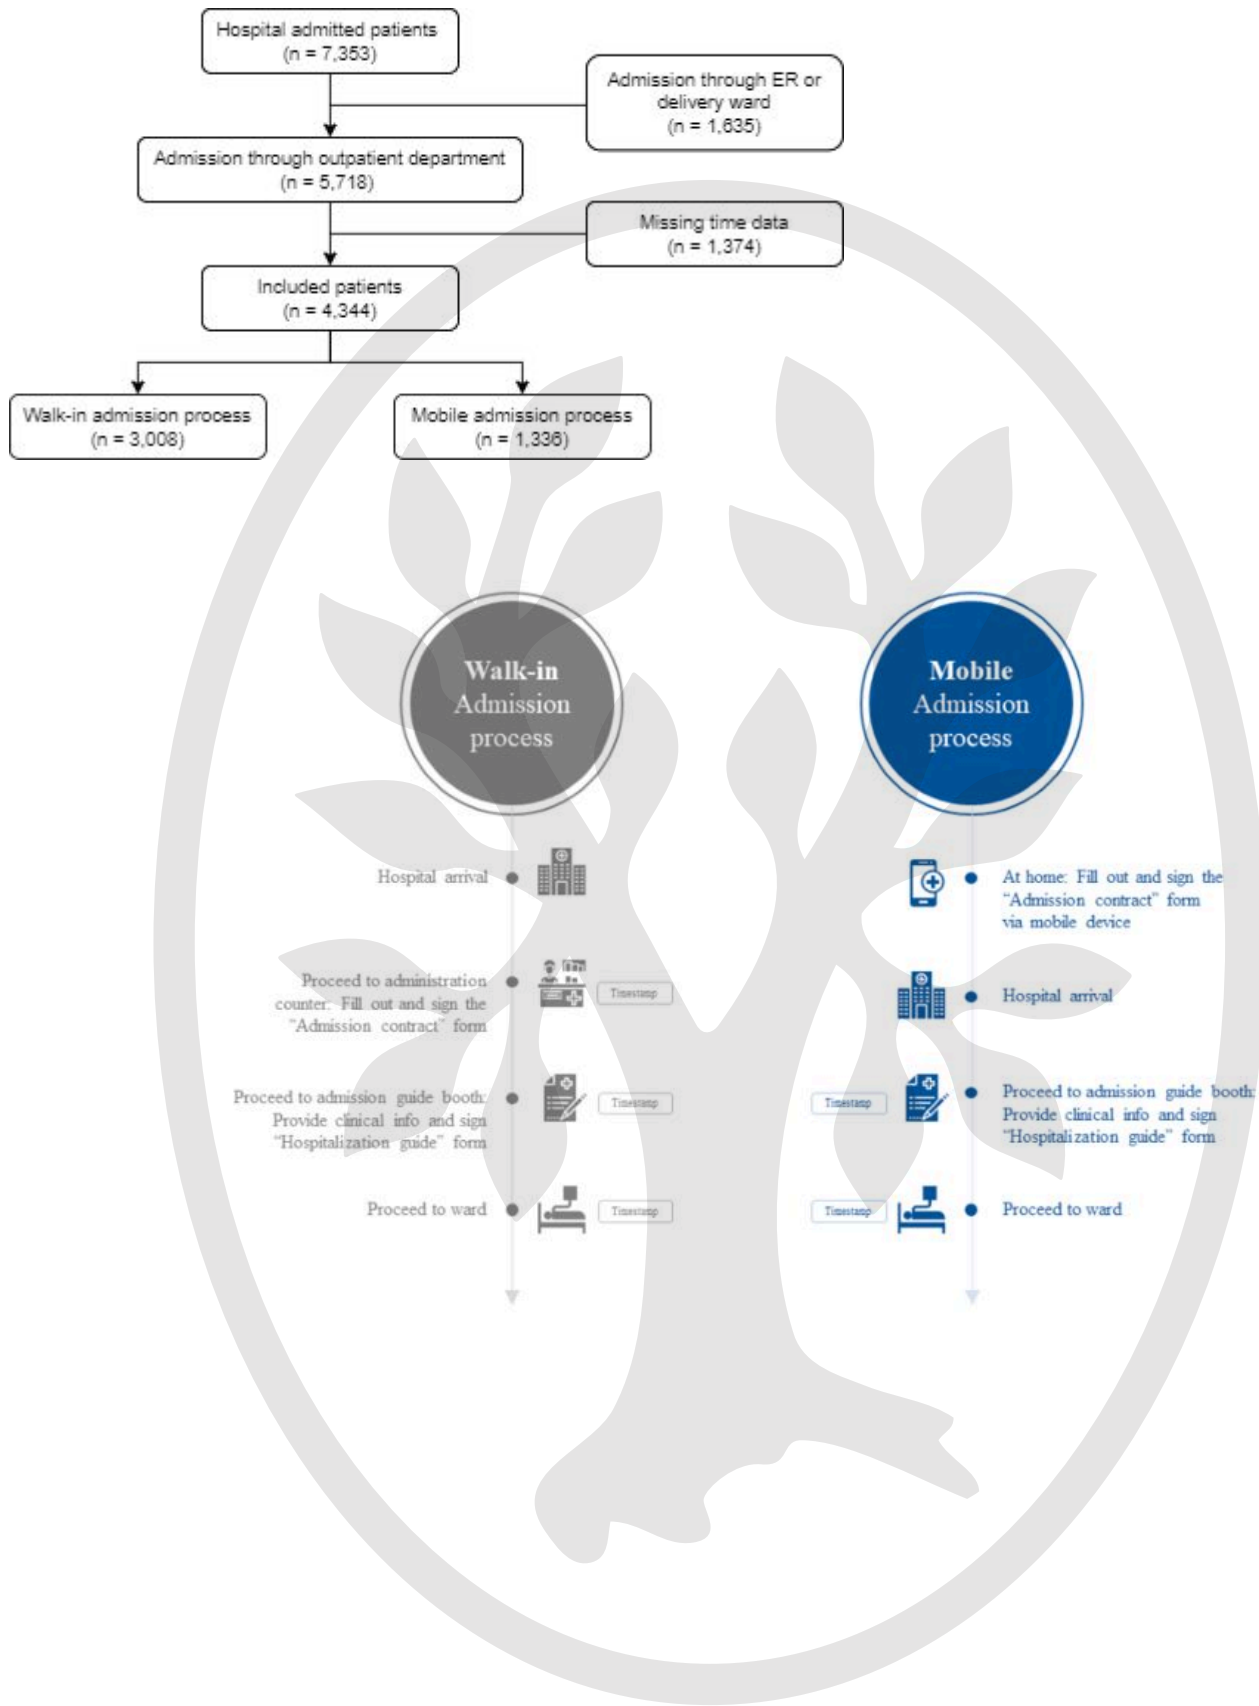 Hospital admitted patients
(n = 7,353)
Admission through ER or
delivery ward
(n = 1,635)
Admission through outpatient department
(n = 5,718)
Missing time data
(n = 1,374)
Included patients
(n = 4,344)
Walk-in admission process
(n = 3,008)
Mobile admission process
(n = 1,336)
Walk-in
Admission
process
Hospital arrival
Proceed to administration
counter: Fill out and sign the
“Admission contract” form
Timestamp
Proceed to admission guide booth:
Provide clinical info and sign
“Hospitalization guide” form
Timestamp
Proceed to ward
Timestamp
Mobile
Admission
process
At home: Fill out and sign the
“Admission contract” form
via mobile device
Hospital arrival
Timestamp
Proceed to admission guide booth:
Provide clinical info and sign
“Hospitalization guide” form
Timestamp
Proceed to ward